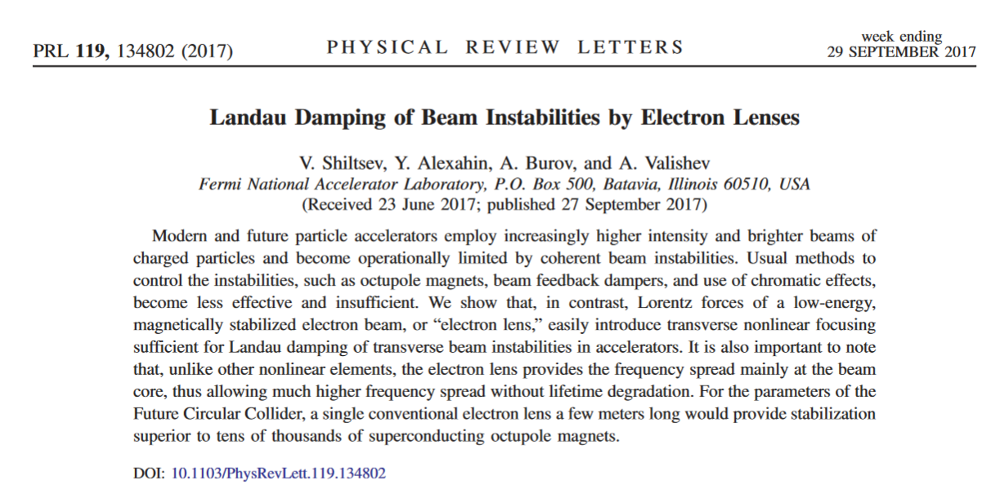 PRL 119, 134802 (2017)
PHYSICAL REVIEW LETTERS
week ending
29 SEPTEMBER 2017
Landau Damping of Beam Instabilities by Electron Lenses
V. Shiltsev, Y. Alexahin, A. Burov, and A. Valishev
Fermi National Accelerator Laboratory, P.O. Box 500, Batavia, Illinois 60510, USA
(Received 23 June 2017; published 27 September 2017)
Modern and future particle accelerators employ increasingly higher intensity and brighter beams of
charged particles and become operationally limited by coherent beam instabilities. Usual methods to
control the instabilities, such as octupole magnets, beam feedback dampers, and use of chromatic effects,
become less effective and insufficient. We show that, in contrast, Lorentz forces of a low-energy,
magnetically stabilized electron beam, or “electron lens,” easily introduce transverse nonlinear focusing
sufficient for Landau damping of transverse beam instabilities in accelerators. It is also important to note
that, unlike other nonlinear elements, the electron lens provides the frequency spread mainly at the beam
core, thus allowing much higher frequency spread without lifetime degradation. For the parameters of the
Future Circular Collider, a single conventional electron lens a few meters long would provide stabilization
superior to tens of thousands of superconducting octupole magnets.
DOI: 10.1103/PhysRevLett.119.134802